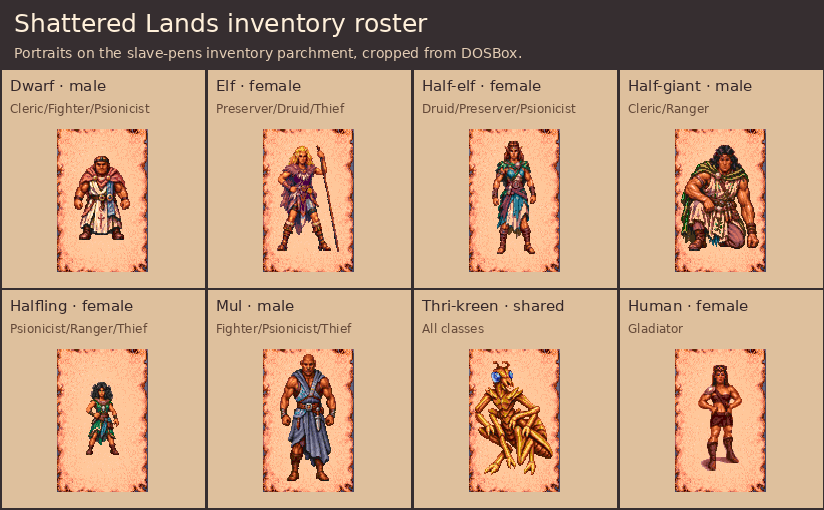 Shattered Lands inventory roster
Portraits on the slave-pens inventory parchment, cropped from DOSBox.
Dwarf · male
Cleric/Fighter/Psionicist
Elf · female
Preserver/Druid/Thief
Half-elf · female
Druid/Preserver/Psionicist
Half-giant · male
Cleric/Ranger
Halfling · female
Psionicist/Ranger/Thief
Mul · male
Fighter/Psionicist/Thief
Thri-kreen · shared
All classes
Human · female
Gladiator